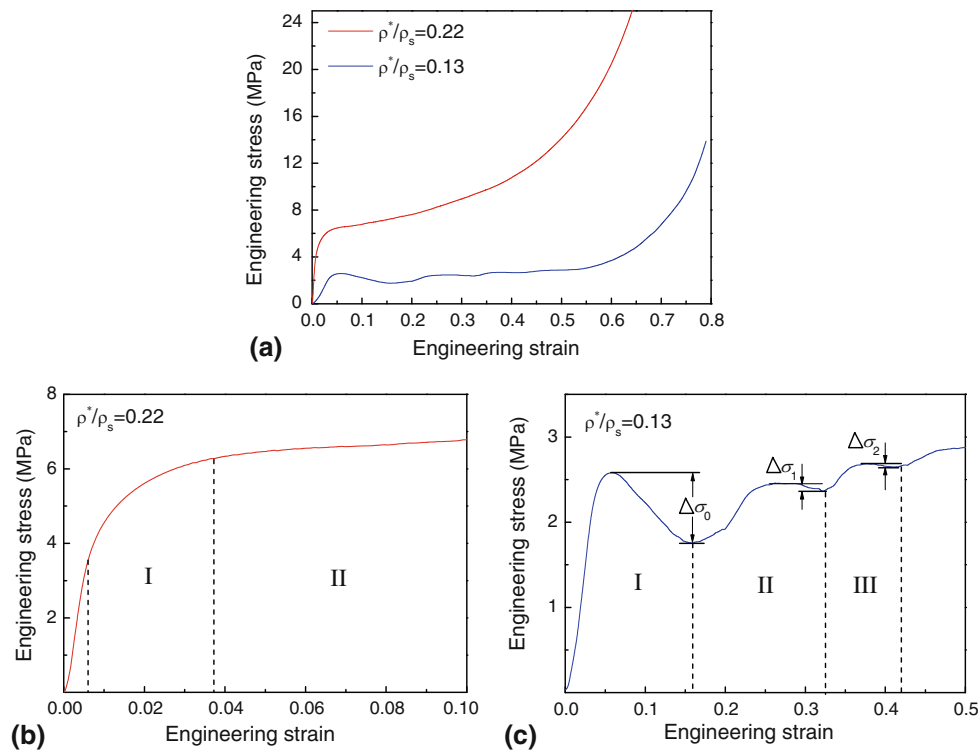 24
20
16
12
8
4
0
Engineering stress (MPa)
ρ*/ρs=0.22
ρ*/ρs=0.13
0.0 0.1 0.2 0.3 0.4 0.5 0.6 0.7 0.8
Engineering strain
(a)
8
6
4
2
Engineering stress (MPa)
ρ*/ρs=0.22
I
II
0.00 0.02 0.04 0.06 0.08 0.10
Engineering strain
(b)
3
2
1
Engineering stress (MPa)
ρ*/ρs=0.13
Δσ0
Δσ1
Δσ2
I
II
III
0.0 0.1 0.2 0.3 0.4 0.5
Engineering strain
(c)